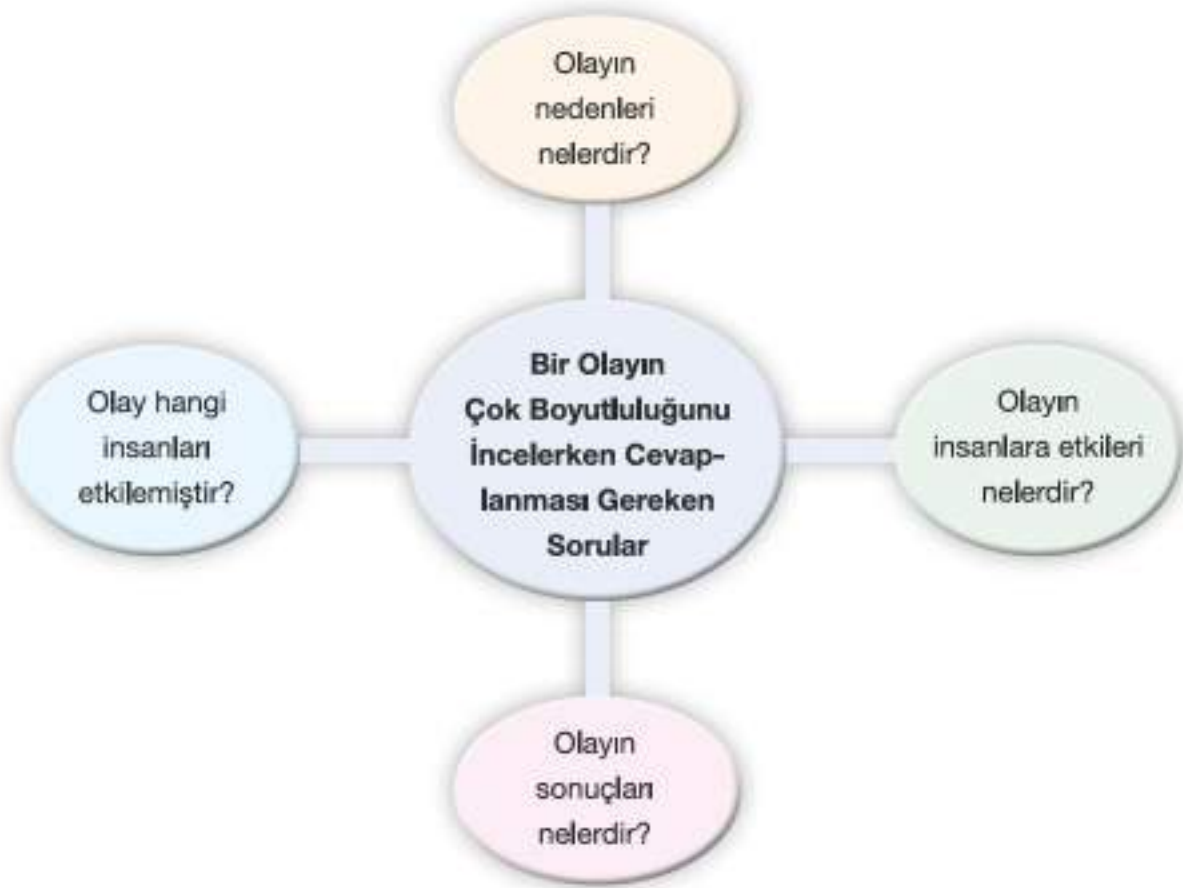 Olayın
nedenleri
nelerdir?
Olay hangi
insanları
etkilemiştir?
Bir Olayın
Çok Boyutluluğunu
İncelerken Cevap-
lanması Gereken
Sorular
Olayın
insanlara etkileri
nelerdir?
Olayın
sonuçları
nelerdir?